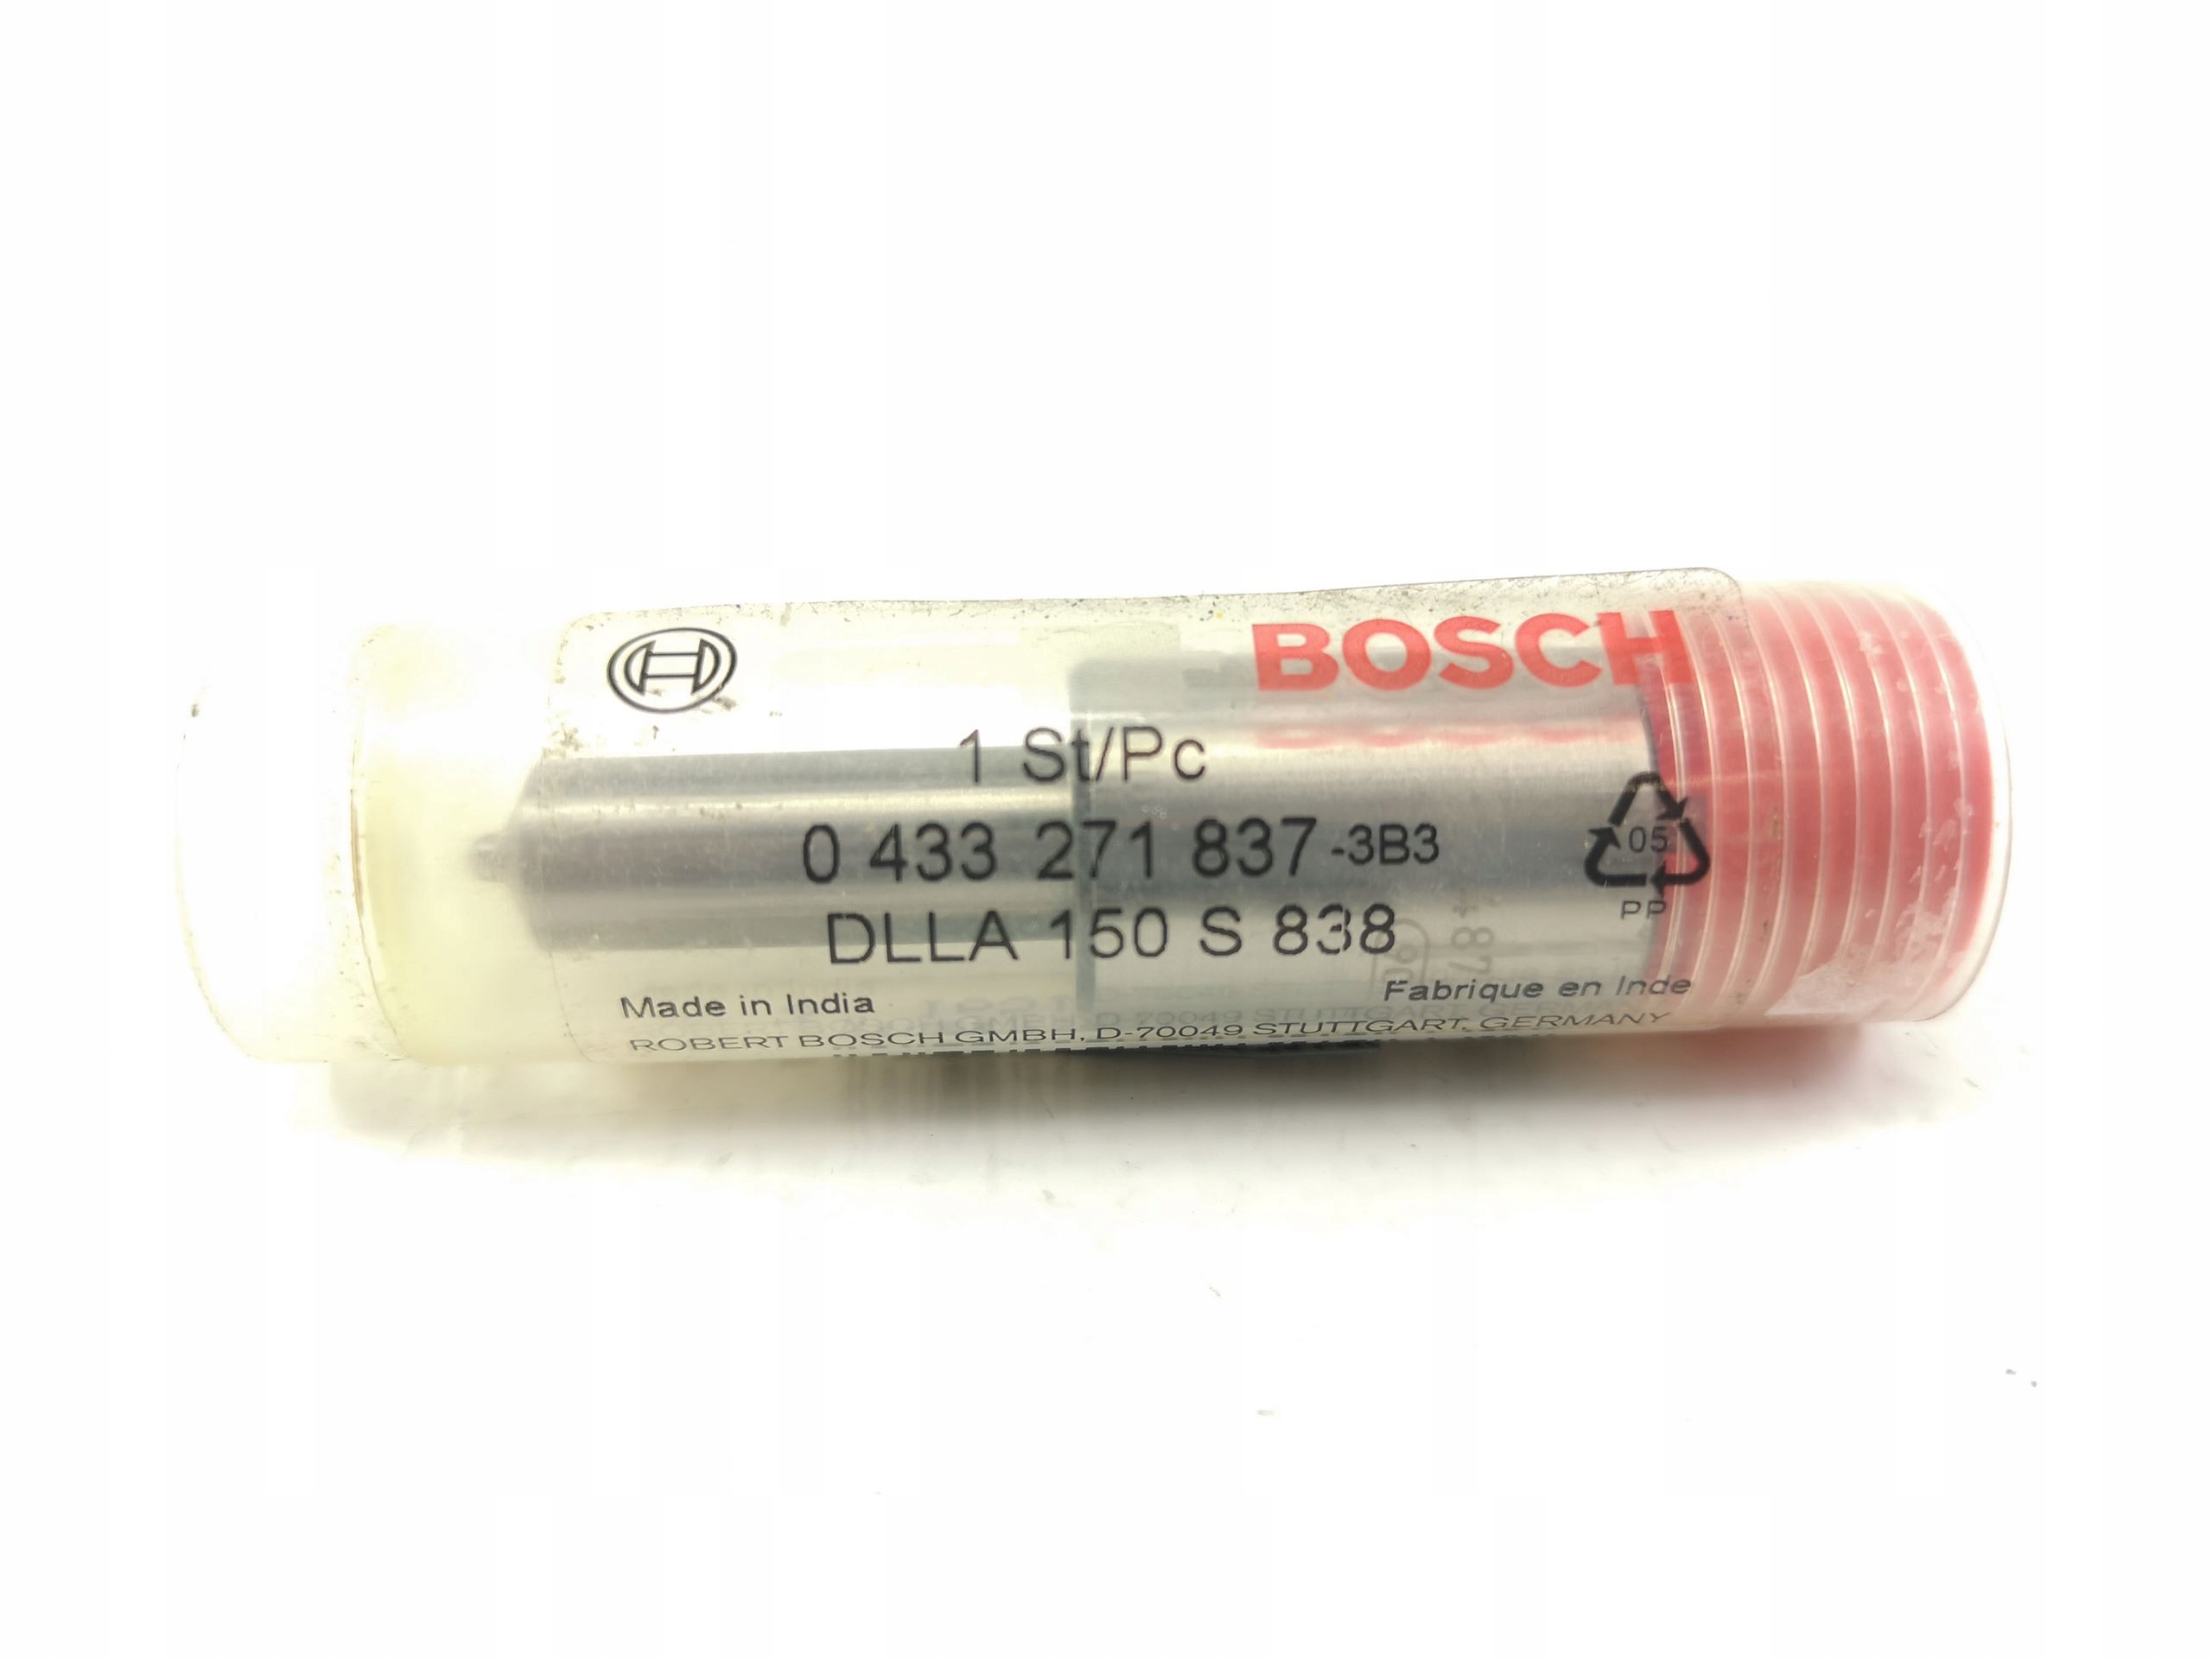 BOSCH
1 St/Pc
0 433 271 837 -3B3
05
PP
DLLA 150 S 838
Made in India
Fabrique en Inde
ROBERT BOSCH GMBH, D-70049 STUTTGART, GERMANY